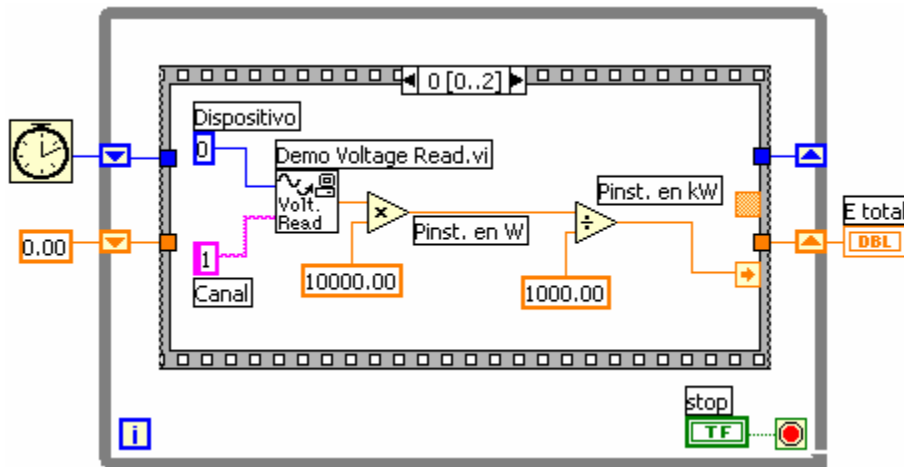 0 [0..2]
Dispositivo
0
Demo Voltage Read.vi
Volt.
Read
Pinst. en kW
Pinst. en W
E total
DBL
0.00
1
Canal
10000.00
1000.00
stop
TF
i